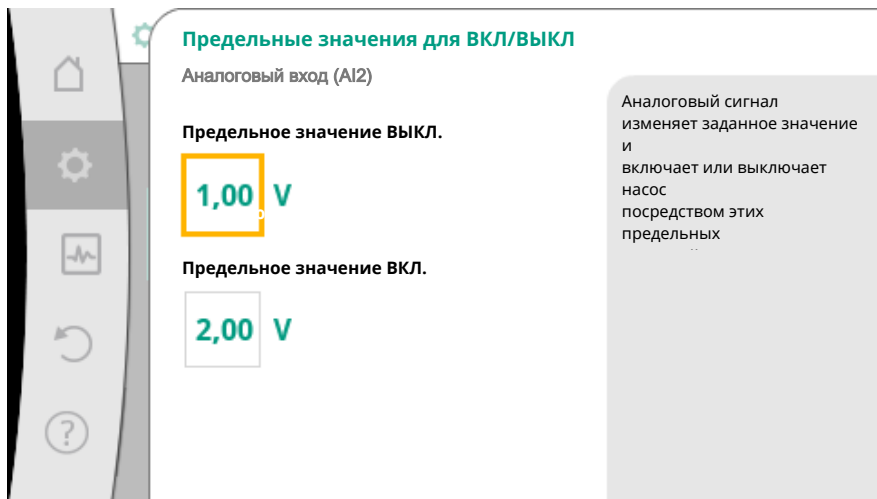 Предельные значения для ВКЛ/ВЫКЛ
Аналоговый вход (AI2)
Предельное значение ВЫКЛ.
1,00 V
Предельное значение ВКЛ.
2,00 V
Аналоговый сигнал
изменяет заданное значение
и
включает или выключает
насос
посредством этих
предельных